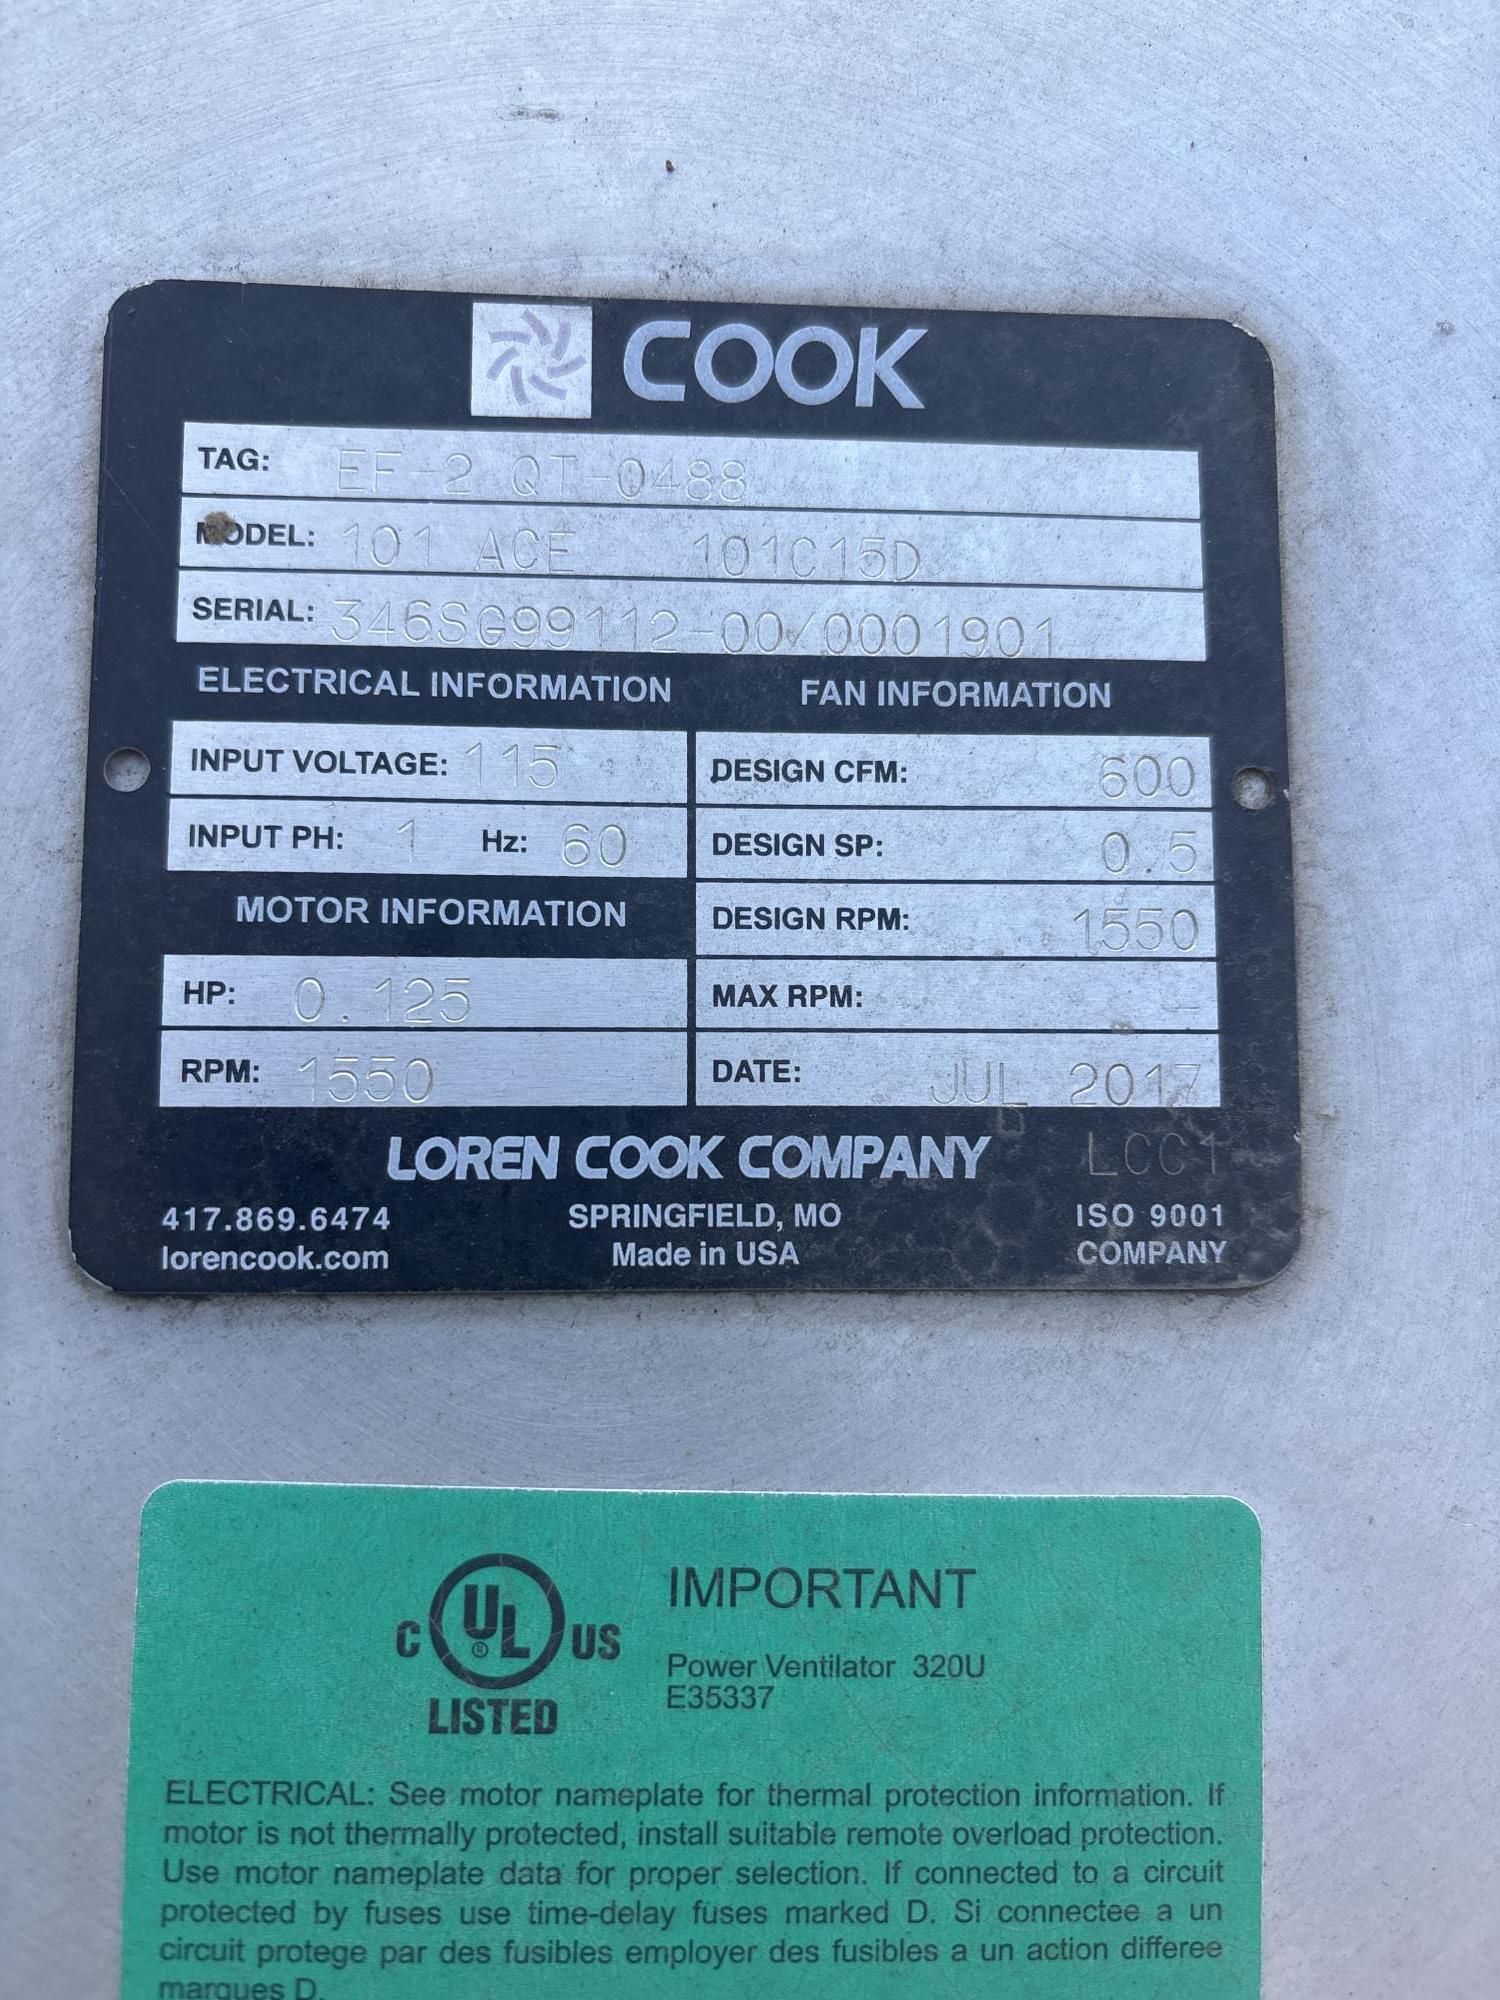 COOK
TAG: EF-2 QT-0488
MODEL: 101 ACE 101C15D
SERIAL: 346SG99112-00/0001901
ELECTRICAL INFORMATION
INPUT VOLTAGE: 115
INPUT PH: 1 Hz: 60
MOTOR INFORMATION
HP: 0.125
RPM: 1550
FAN INFORMATION
DESIGN CFM: 600
DESIGN SP: 0.5
DESIGN RPM: 1550
MAX RPM: -
DATE: JUL 2017
LOREN COOK COMPANY LCC1
417.869.6474 SPRINGFIELD, MO ISO 9001
lorencook.com Made in USA COMPANY
C UL ® US
LISTED
IMPORTANT
Power Ventilator 320U
E35337
ELECTRICAL: See motor nameplate for thermal protection information. If
motor is not thermally protected, install suitable remote overload protection.
Use motor nameplate data for proper selection. If connected to a circuit
protected by fuses use time-delay fuses marked D. Si connectee a un
circuit protege par des fusibles employer des fusibles a un action differee
marques D.